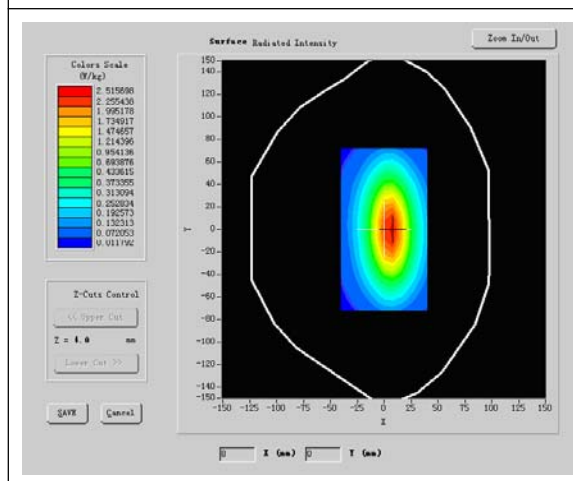 Surface Radiated Intensity
Zoom In/Out
Colors Scale
(W/kg)
2.515698
2.255438
1.995178
1.734917
1.474657
1.214396
0.954136
0.693876
0.433615
0.373355
0.313094
0.252834
0.192573
0.132313
0.072053
0.011792
Z-Cuts Control
<< Upper Cut
Z = 4.0 mm
Lower Cut >>
SAVE
Cancel
150
140
120
100
80
60
40
20
0
-20
-40
-60
-80
-100
-120
-140
-150
Y
-150 -125 -100 -75 -50 -25 0 25 50 75 100 125 150
X
0 X (mm) 0 Y (mm)